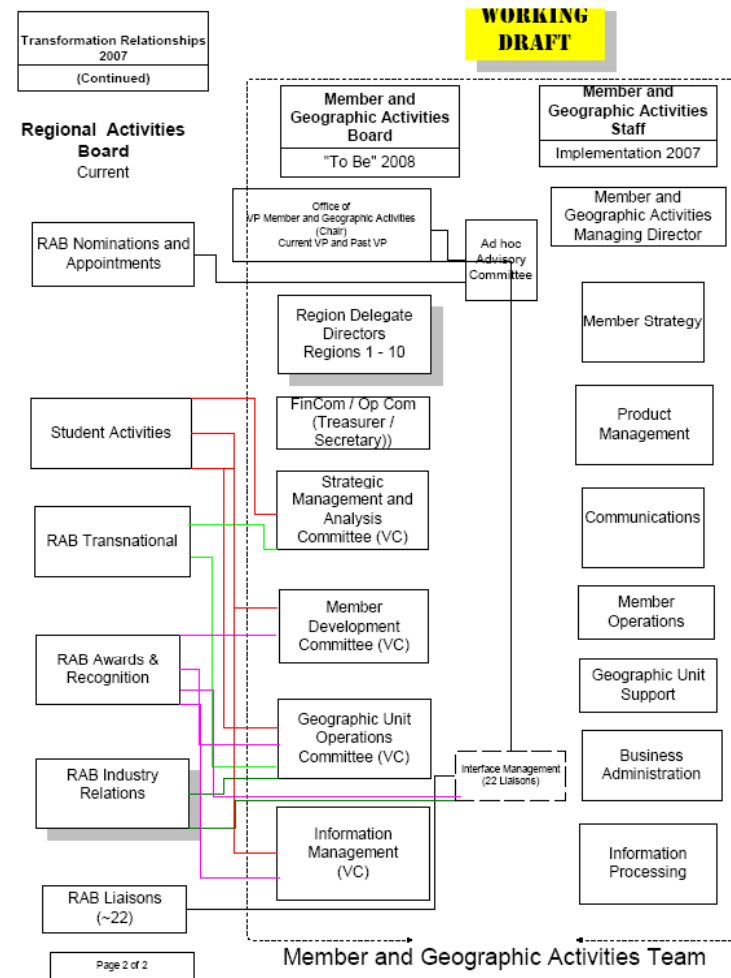 Transformation Relationships
2007
(Continued)
WORKING
DRAFT
Regional Activities
Board
Current
Member and
Geographic Activities
Board
"To Be" 2008
Member and
Geographic Activities
Staff
Implementation 2007
RAB Nominations and
Appointments
Office of
VP Member and Geographic Activities
(Chair)
Current VP and Past VP
Ad hoc
Advisory
Committee
Member and
Geographic Activities
Managing Director
Region Delegate
Directors
Regions 1 - 10
Member Strategy
Student Activities
FinCom / Op Com
(Treasurer /
Secretary))
Product
Management
RAB Transnational
Strategic
Management and
Analysis
Committee (VC)
Communications
RAB Awards &
Recognition
Member
Development
Committee (VC)
Member
Operations
Geographic Unit
Support
RAB Industry
Relations
Geographic Unit
Operations
Committee (VC)
Interface Management
(22 Liaisons)
Business
Administration
RAB Liaisons
(~22)
Information
Management
(VC)
Information
Processing
Page 2 of 2
Member and Geographic Activities Team